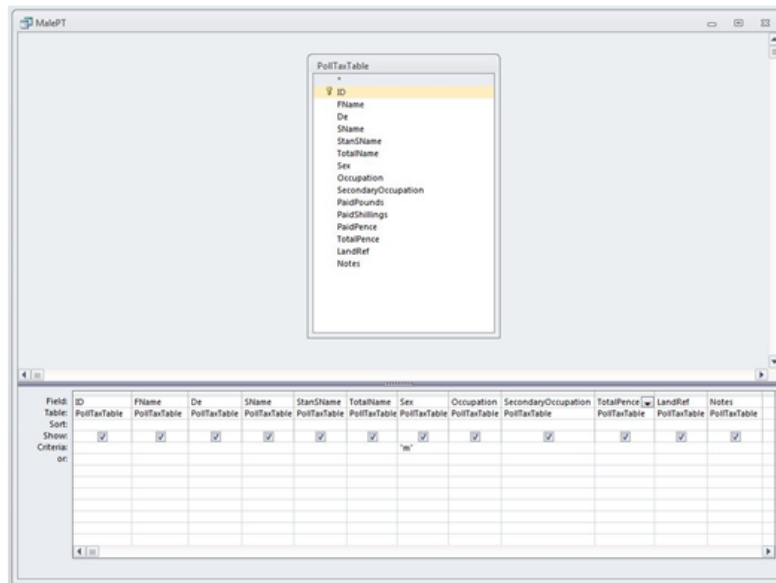 MalePT
PollTaxTable
*
ID
FName
De
SName
StanSName
TotalName
Sex
Occupation
SecondaryOccupation
PaidPounds
PaidShillings
PaidPence
TotalPence
LandRef
Notes
Field: ID FName De SName StanSName TotalName Sex Occupation SecondaryOccupation TotalPence LandRef Notes
Table: PollTaxTable PollTaxTable PollTaxTable PollTaxTable PollTaxTable PollTaxTable PollTaxTable PollTaxTable PollTaxTable PollTaxTable PollTaxTable PollTaxTable
Sort:
Show:
Criteria: "m"
or: